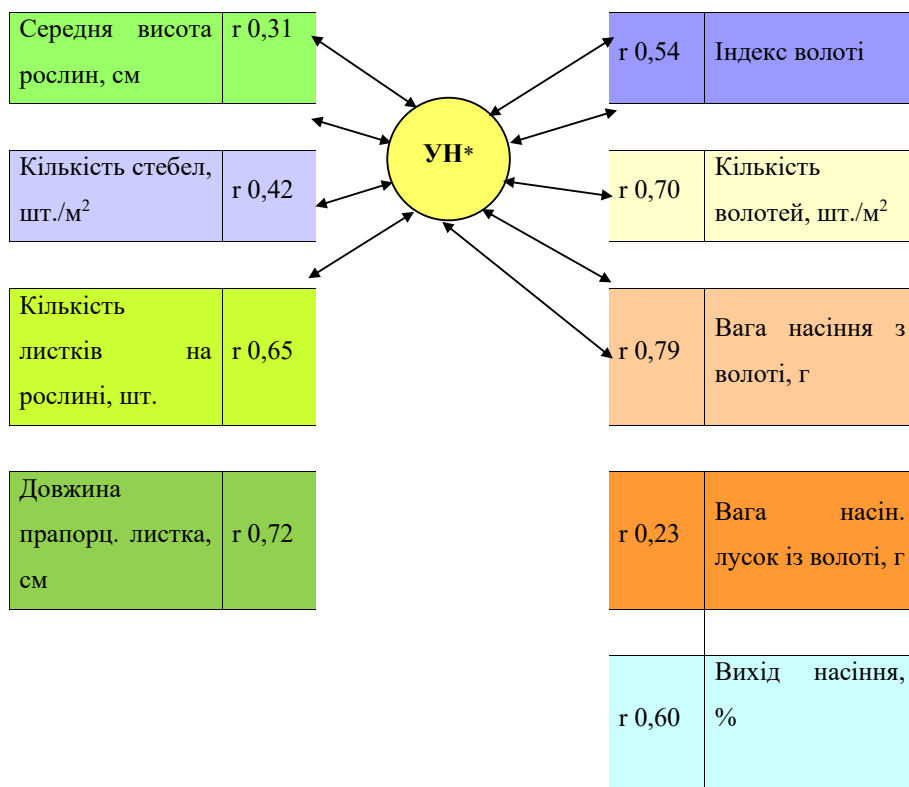 Середня висота
рослин, см
r 0,31
Кількість стебел,
шт./м²
r 0,42
Кількість
листків на
рослині, шт.
r 0,65
Довжина
прапорц. листка,
см
r 0,72
УН*
r 0,54
Індекс волоті
r 0,70
Кількість
волотей, шт./м²
r 0,79
Вага насіння з
волоті, г
r 0,23
Вага насін.
лусок із волоті, г
r 0,60
Вихід насіння,
%